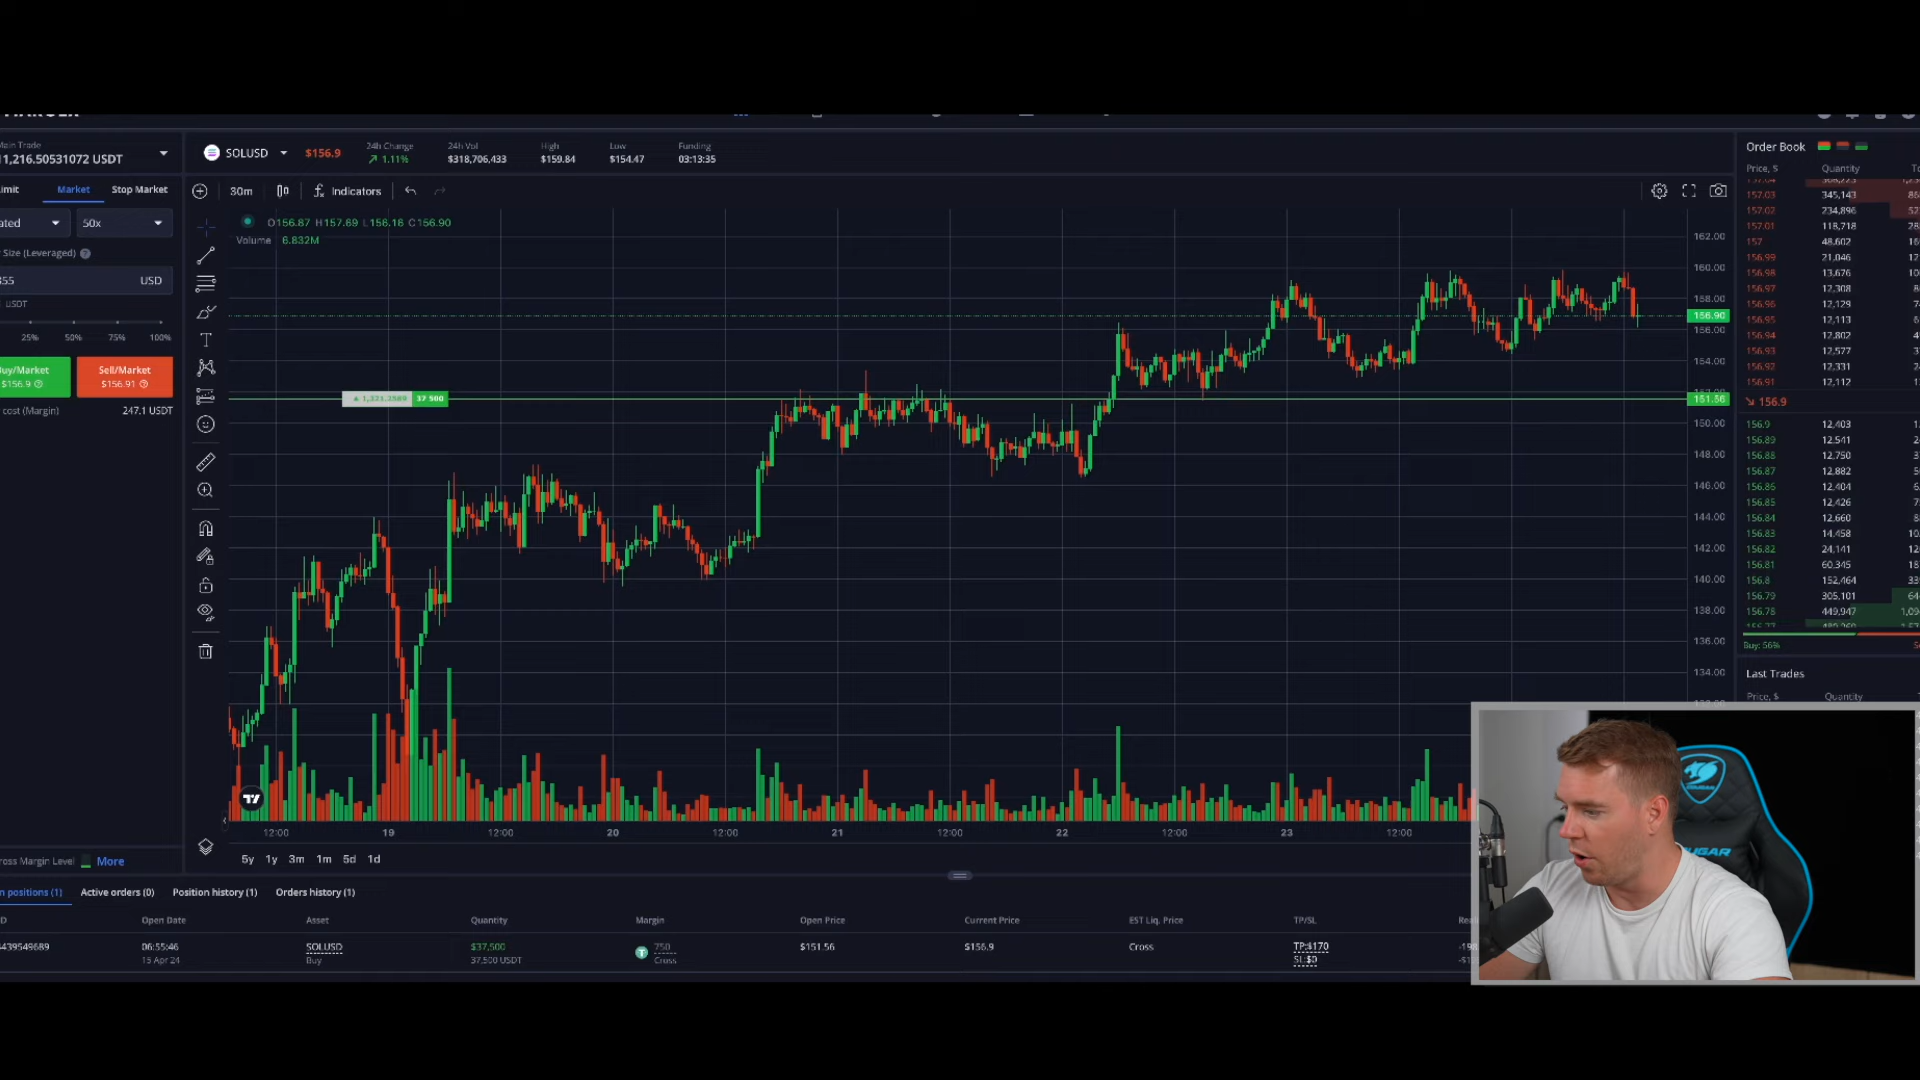 Main Trade
11,216.50531072 USDT
SOLUSD
$156.9
24h Change
1.11%
24h Vol
$318,706,433
High
$159.84
Low
$154.47
Funding
03:13:35
Market
Stop Market
50x
Size (Leveraged)
USD
USDT
25%
50%
75%
100%
Buy/Market
$156.9
Sell/Market
$156.91
cost (Margin)
247.1 USDT
More
30m
Indicators
O156.87 H157.69 L156.16 C156.90
Volume 6.832M
37 500
162.00
160.00
158.00
156.90
156.00
154.00
151.56
150.00
148.00
146.00
144.00
142.00
140.00
138.00
136.00
134.00
12:00
19
12:00
20
12:00
21
12:00
22
12:00
23
12:00
5y 1y 3m 1m 5d 1d
Order Book
Price, $
Quantity
157.03 345,143
157.02 234,896
157.01 118,718
157 48,602
156.99 21,046
156.98 13,676
156.97 12,308
156.96 12,129
156.95 12,113
156.94 12,802
156.93 12,577
156.92 12,331
156.91 12,112
156.9
156.9 12,403
156.89 12,541
156.88 12,750
156.87 12,882
156.86 12,404
156.85 12,426
156.84 12,660
156.83 14,458
156.82 24,141
156.81 60,345
156.8 152,464
156.79 305,101
156.78 449,947
Buy: 56%
Last Trades
Price, $
Quantity
positions (1)
Active orders (0)
Position history (1)
Orders history (1)
Open Date
Asset
Quantity
Margin
Open Price
Current Price
EST Liq. Price
TP/SL
06:55:46
15 Apr 24
SOLUSD
Buy
$37,500
37,500 USDT
750
Cross
$151.56
$156.9
Cross
TP:$170
SL:$0
COUGAR